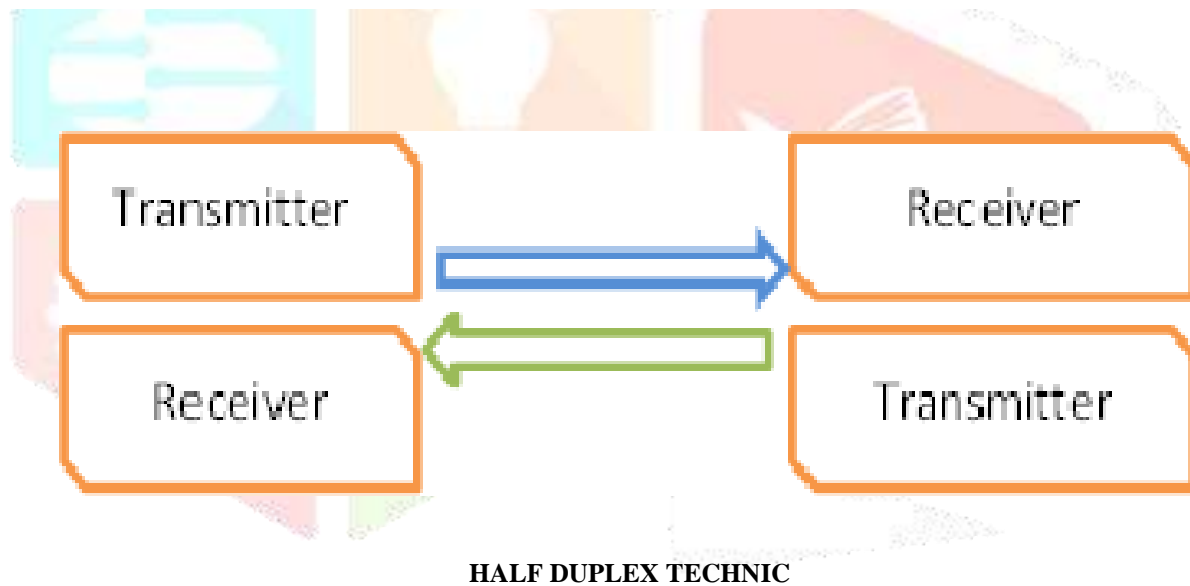 Transmitter
Receiver
Receiver
Transmitter
HALF DUPLEX TECHNIC